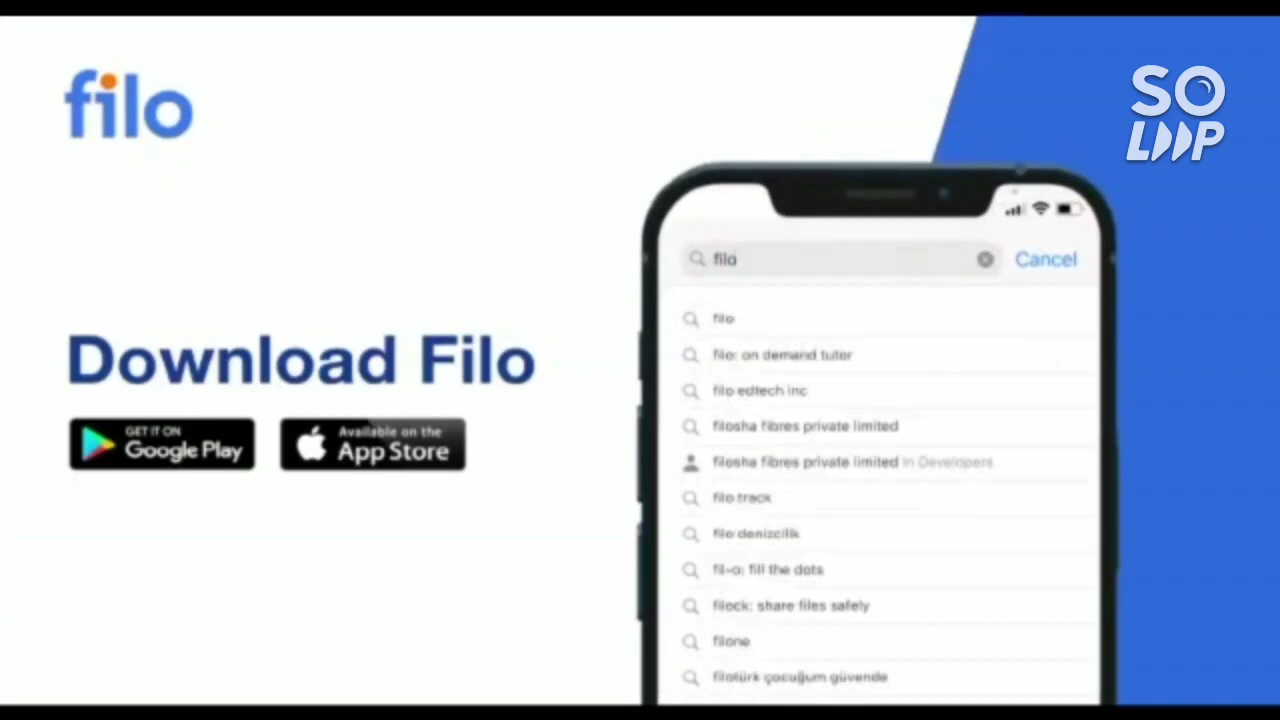 filo
SO
LOOP
filo
Cancel
filo
filo: on demand tutor
Download Filo
filo edtech inc
GET IT ON
Google Play
Available on the
App Store
filosha fibres private limited
filosha fibres private limited in Developers
filo track
filo denizcilik
fil-o: fill the dots
filock: share files safely
filone
filotürk çocuğum güvende